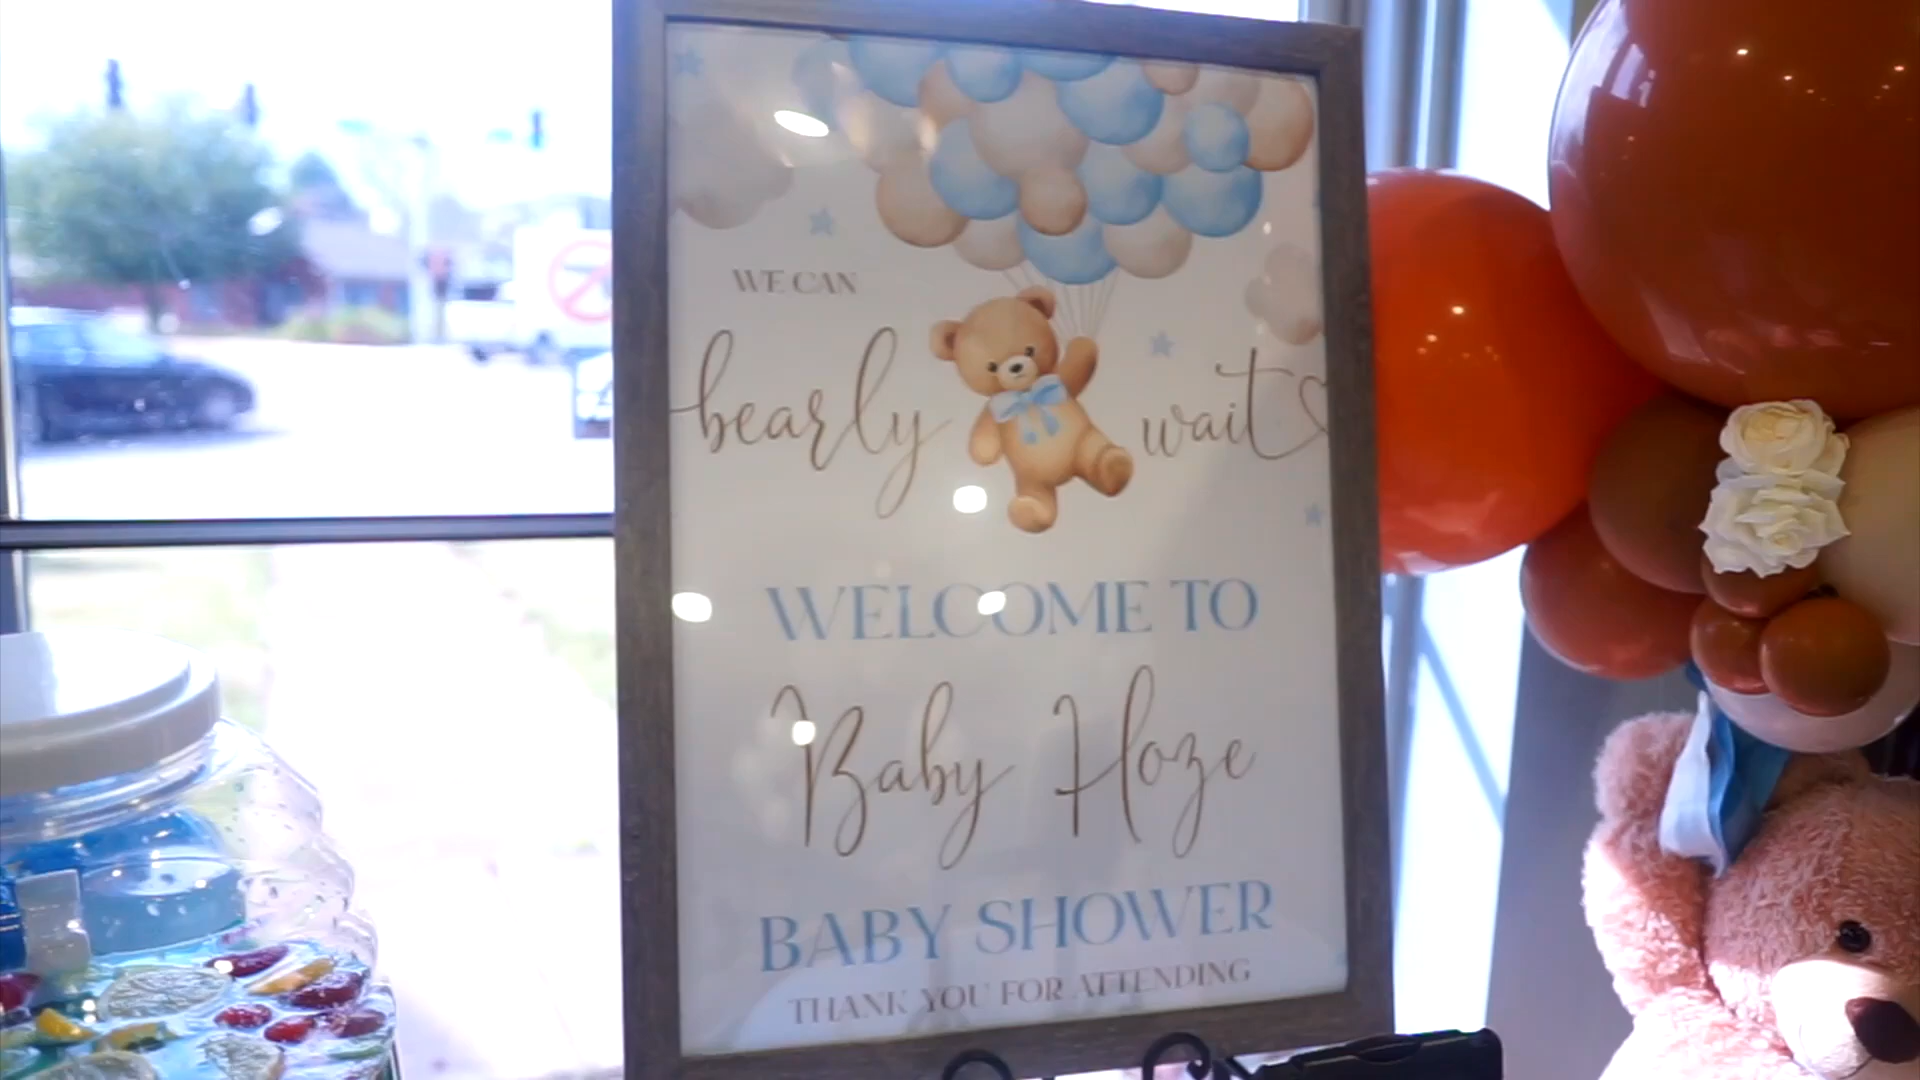 WE CAN
bearly wait
WELCOME TO
Baby Hoze
BABY SHOWER
THANK YOU FOR ATTENDING